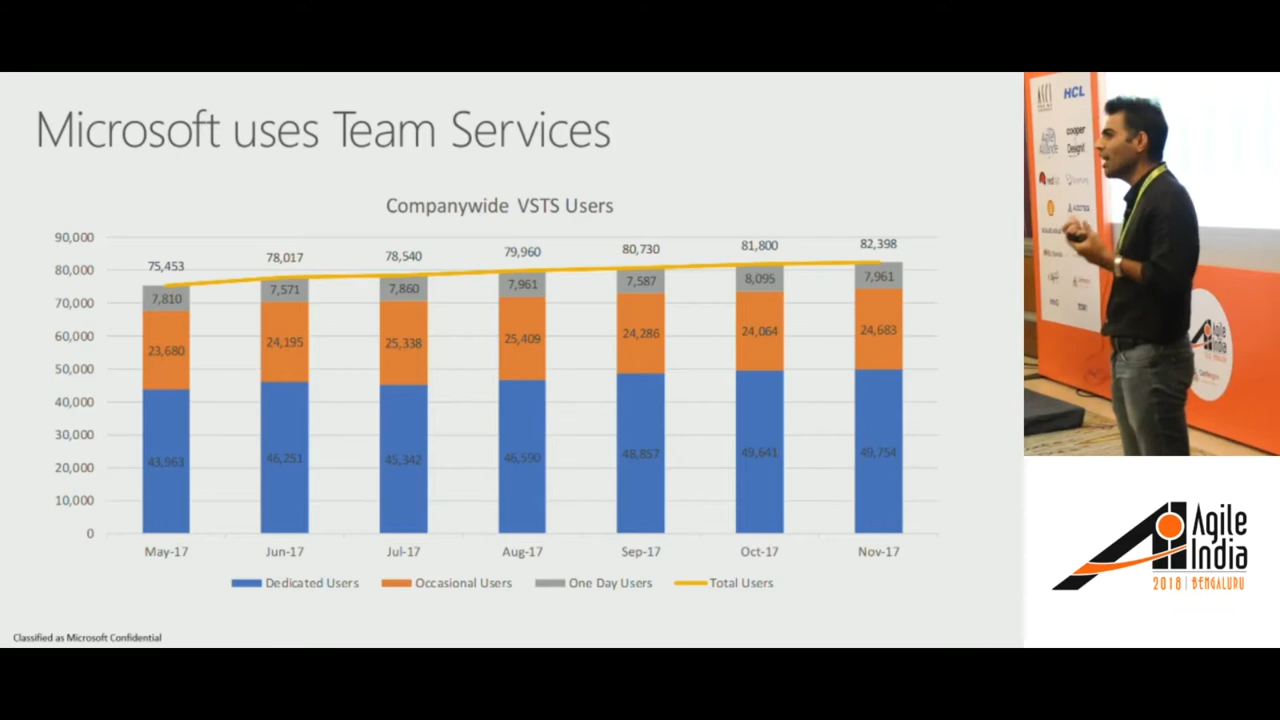 Microsoft uses Team Services
Companywide VSTS Users
90,000
80,000
70,000
60,000
50,000
40,000
30,000
20,000
10,000
0
75,453
78,017
78,540
79,960
80,730
81,800
82,398
7,810
7,571
7,860
7,961
7,587
8,095
7,961
23,680
24,195
25,338
25,409
24,286
24,064
24,683
43,963
46,251
45,342
46,590
48,857
49,641
49,754
May-17
Jun-17
Jul-17
Aug-17
Sep-17
Oct-17
Nov-17
Dedicated Users
Occasional Users
One Day Users
Total Users
Classified as Microsoft Confidential
HCL
Agile
Alliance
cooper
Designit
Agile
India
Agile
India
2018 | BENGALURU